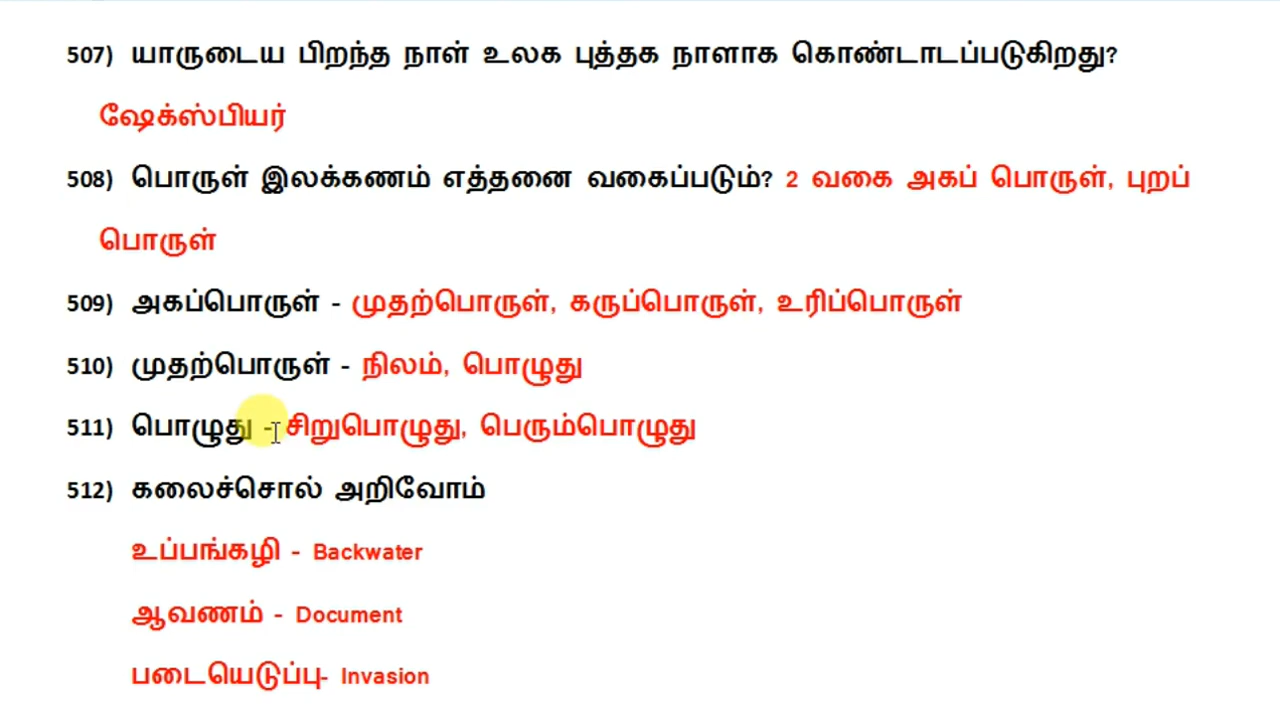 507) யாருடைய பிறந்த நாள் உலக புத்தக நாளாக கொண்டாடப்படுகிறது?
ஷேக்ஸ்பியர்
508) பொருள் இலக்கணம் எத்தனை வகைப்படும்? 2 வகை அகப் பொருள், புறப்
பொருள்
509) அகப்பொருள் - முதற்பொருள், கருப்பொருள், உரிப்பொருள்
510) முதற்பொருள் - நிலம், பொழுது
511) பொழுது - சிறுபொழுது, பெரும்பொழுது
512) கலைச்சொல் அறிவோம்
உப்பங்கழி - Backwater
ஆவணம் - Document
படையெடுப்பு- Invasion